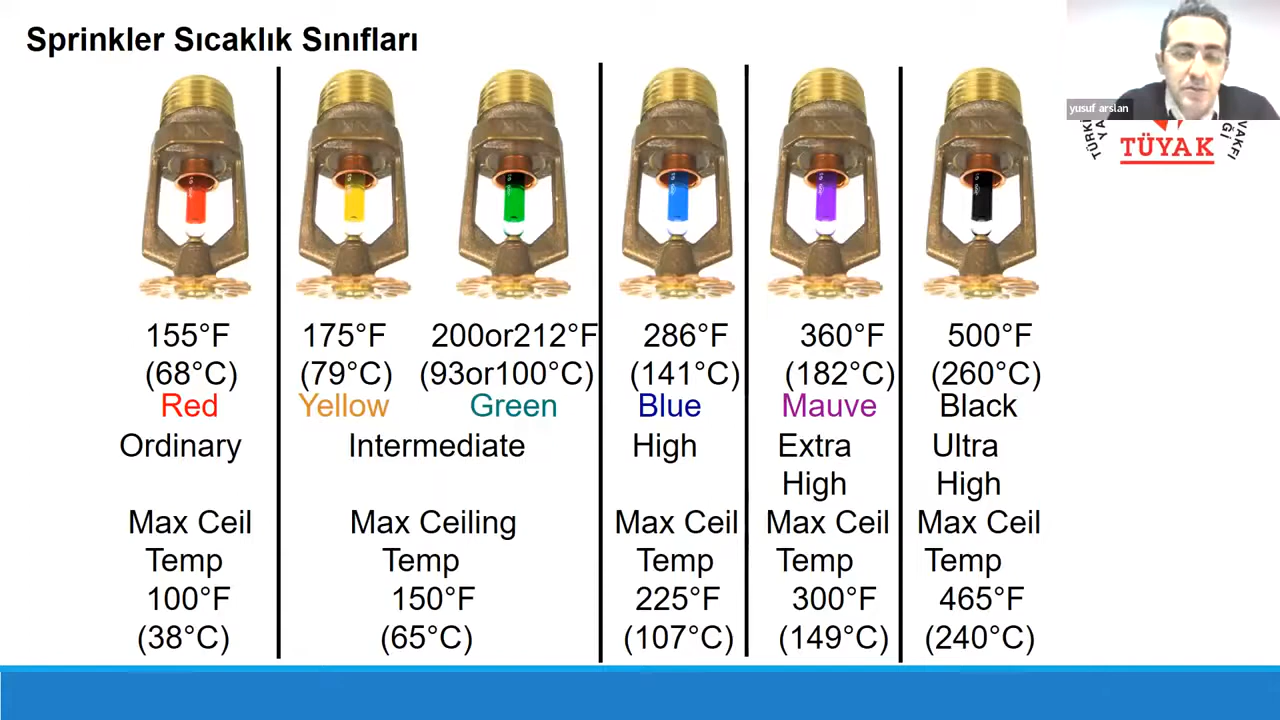 Sprinkler Sıcaklık Sınıfları
yusuf arslan
TÜYAK
VAKFI
155°F
(68°C)
Red
Ordinary
Max Ceil
Temp
100°F
(38°C)
175°F
(79°C)
Yellow
200or212°F
(93or100°C)
Green
Intermediate
Max Ceiling
Temp
150°F
(65°C)
286°F
(141°C)
Blue
High
Max Ceil
Temp
225°F
(107°C)
360°F
(182°C)
Mauve
Extra
High
Max Ceil
Temp
300°F
(149°C)
500°F
(260°C)
Black
Ultra
High
Max Ceil
Temp
465°F
(240°C)